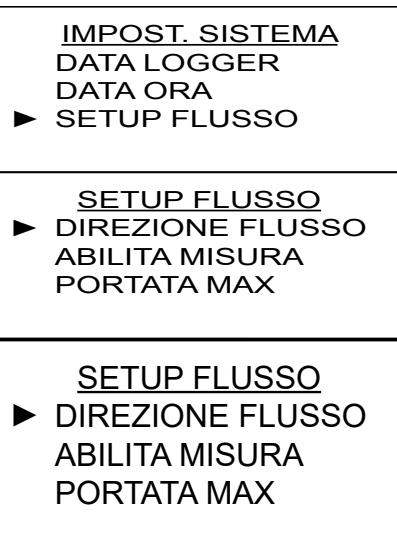 IMPOST. SISTEMA
DATA LOGGER
DATA ORA
► SETUP FLUSSO
SETUP FLUSSO
► DIREZIONE FLUSSO
ABILITA MISURA
PORTATA MAX
SETUP FLUSSO
► DIREZIONE FLUSSO
ABILITA MISURA
PORTATA MAX